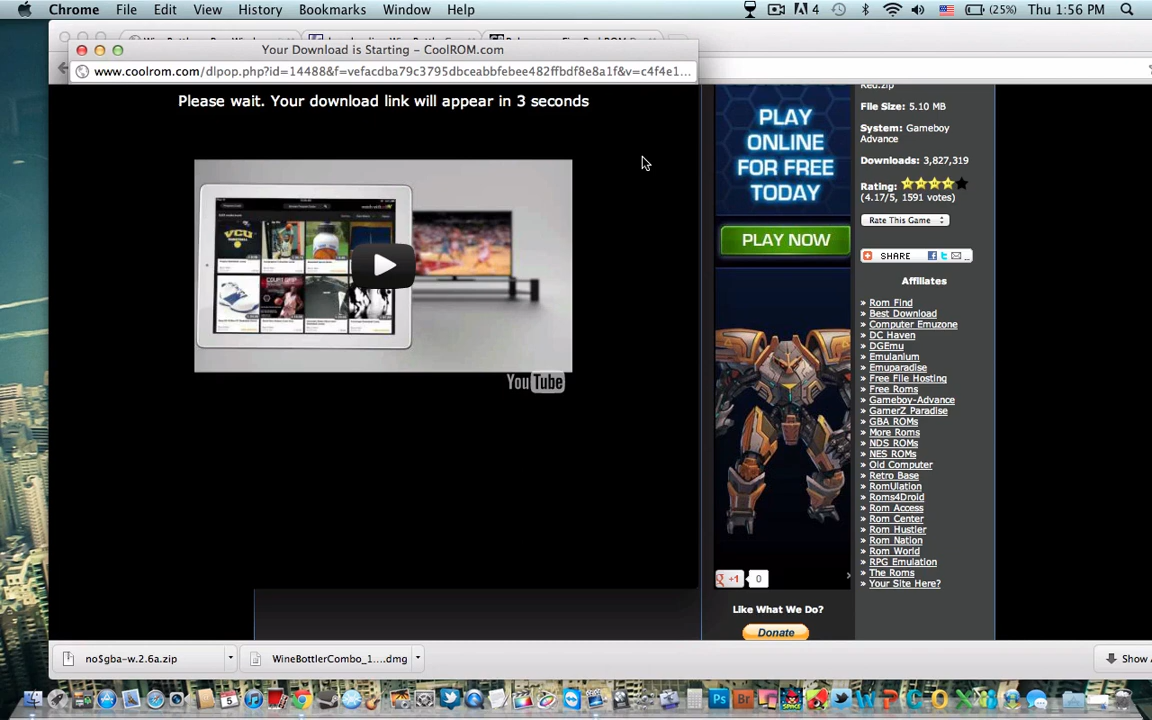 Chrome File Edit View History Bookmarks Window Help
4 (25%) Thu 1:56 PM
Your Download is Starting – CoolROM.com
www.coolrom.com/dlpop.php?id=14488&f=vefacdba79c3795dbceabbfebee482ffbdf8e8a1f&v=c4f4e1...
Please wait. Your download link will appear in 3 seconds
VCU
YouTube
PLAY
ONLINE
FOR FREE
TODAY
PLAY NOW
+1 0
Like What We Do?
Donate
Red.zip
File Size: 5.10 MB
System: Gameboy
Advance
Downloads: 3,827,319
Rating:
(4.17/5, 1591 votes)
Rate This Game
SHARE
Affiliates
» Rom Find
» Best Download
» Computer Emuzone
» DC Haven
» DGEmu
» Emulanium
» Emuparadise
» Free File Hosting
» Free Roms
» Gameboy-Advance
» GamerZ Paradise
» GBA ROMs
» More Roms
» NDS ROMs
» NES ROMs
» Old Computer
» Retro Base
» RomUlation
» Roms4Droid
» Rom Access
» Rom Center
» Rom Hustler
» Rom Nation
» Rom World
» RPG Emulation
» The Roms
» Your Site Here?
no$gba-w.2.6a.zip
WineBottlerCombo_1....dmg
Show